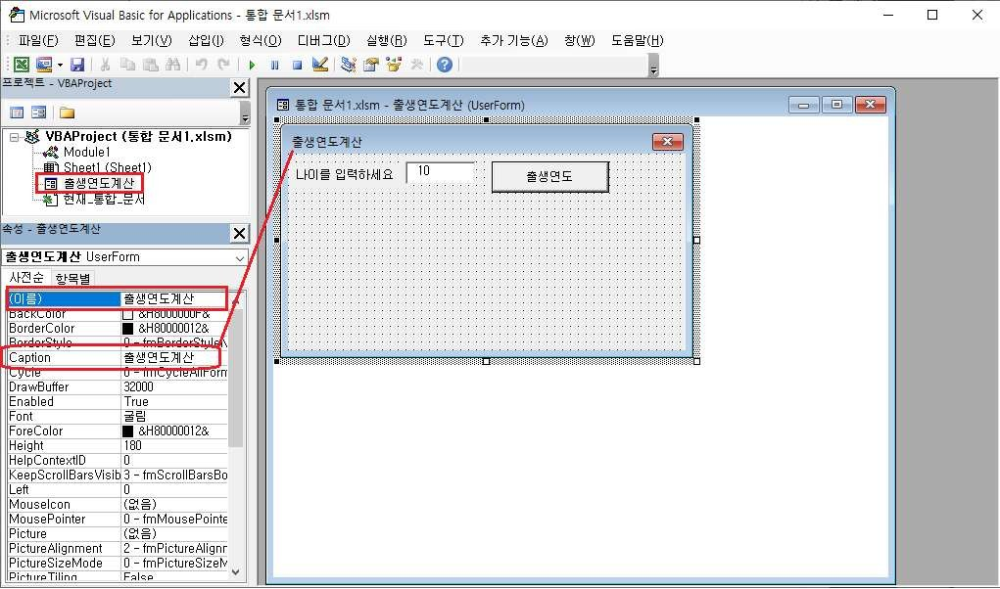 Microsoft Visual Basic for Applications - 통합 문서1.xlsm
파일(F) 편집(E) 보기(V) 삽입(I) 형식(O) 디버그(D) 실행(R) 도구(T) 추가 기능(A) 창(W) 도움말(H)
프로젝트 - VBAProject
VBAProject (통합 문서1.xlsm)
Module1
Sheet1 (Sheet1)
출생연도계산
현재_통합_문서
속성 - 출생연도계산
출생연도계산 UserForm
사전순 항목별
(이름) 출생연도계산
BackColor &H8000000F&
BorderColor &H80000012&
BorderStyle 0 - fmBorderStyleN
Caption 출생연도계산
Cycle 0 - fmCycleAllForm
DrawBuffer 32000
Enabled True
Font 굴림
ForeColor &H80000012&
Height 180
HelpContextID 0
KeepScrollBarsVisib 3 - fmScrollBarsBo
Left 0
MouseIcon (없음)
MousePointer 0 - fmMousePointe
Picture (없음)
PictureAlignment 2 - fmPictureAlignr
PictureSizeMode 0 - fmPictureSizeM
PictureTiling False
통합 문서1.xlsm - 출생연도계산 (UserForm)
출생연도계산
나이를 입력하세요 10 출생연도